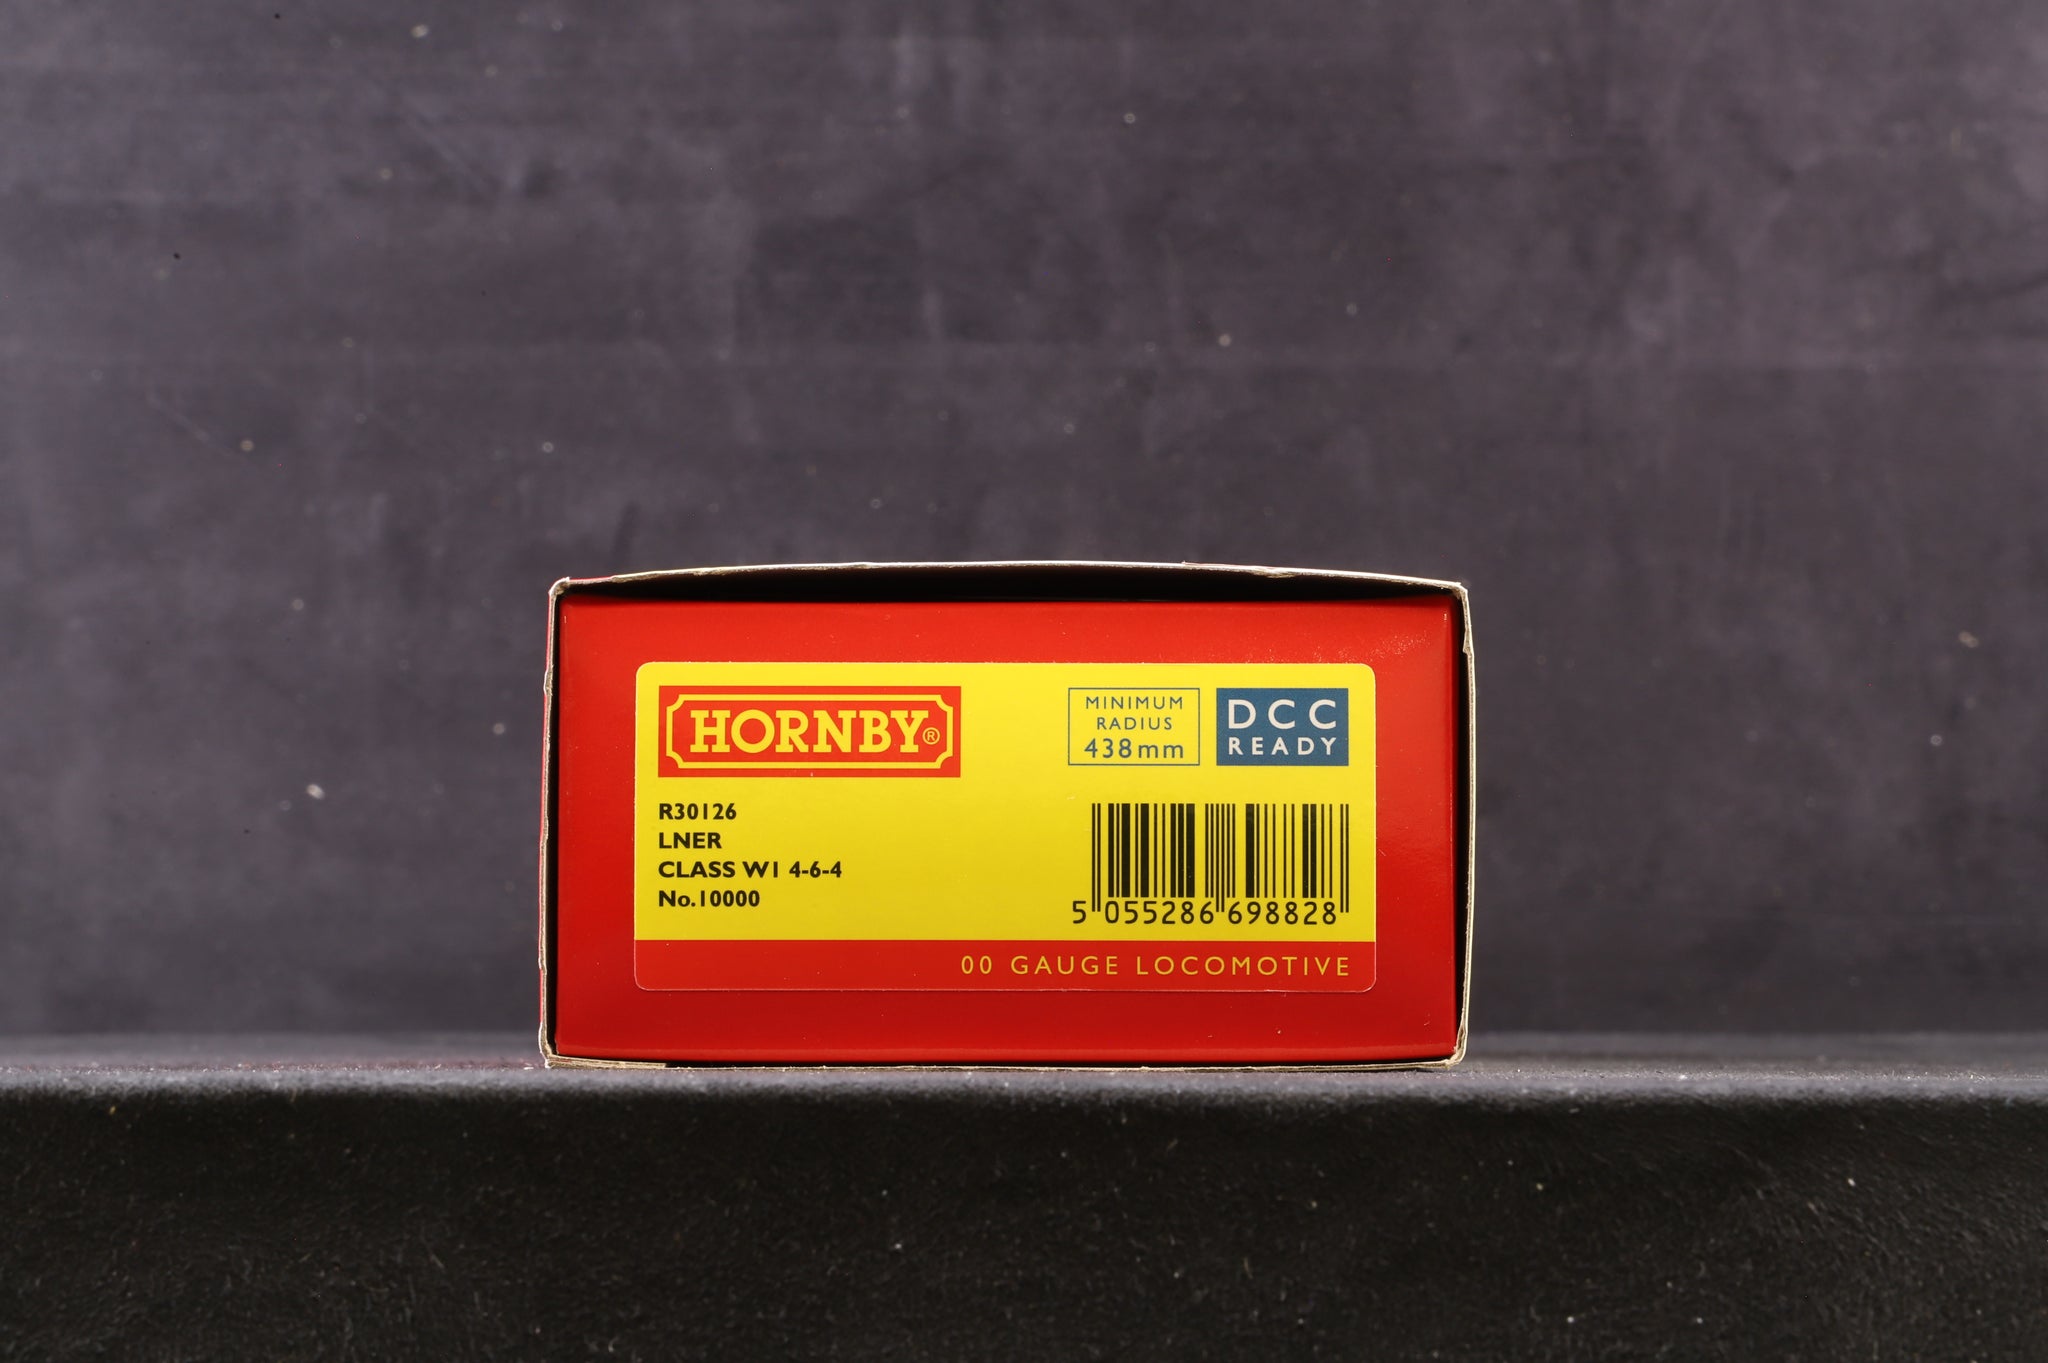 HORNBY®
MINIMUM
RADIUS
438mm
DCC
READY
R30126
LNER
CLASS W1 4-6-4
No.10000
5 055286 698828
00 GAUGE LOCOMOTIVE